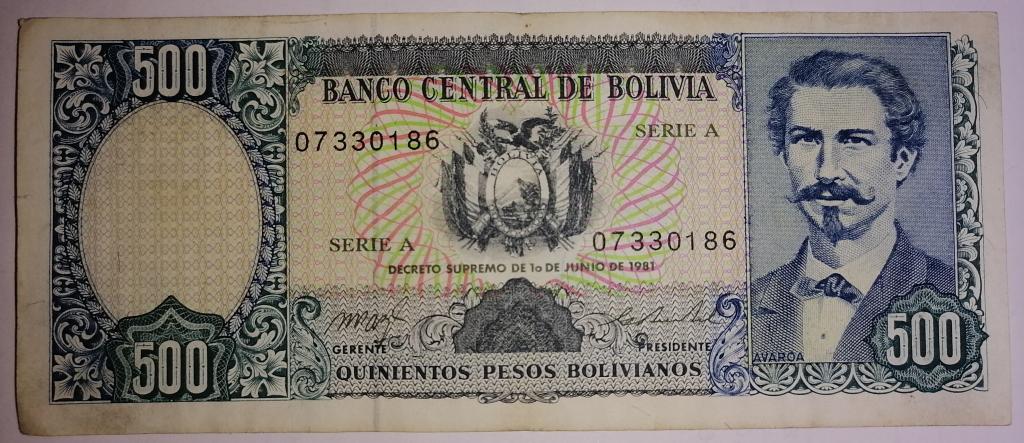 500
BANCO CENTRAL DE BOLIVIA
07330186
SERIE A
BOLIVIA
SERIE A
07330186
DECRETO SUPREMO DE 1o DE JUNIO DE 1981
GERENTE
PRESIDENTE
AVAROA
500
500
QUINIENTOS PESOS BOLIVIANOS